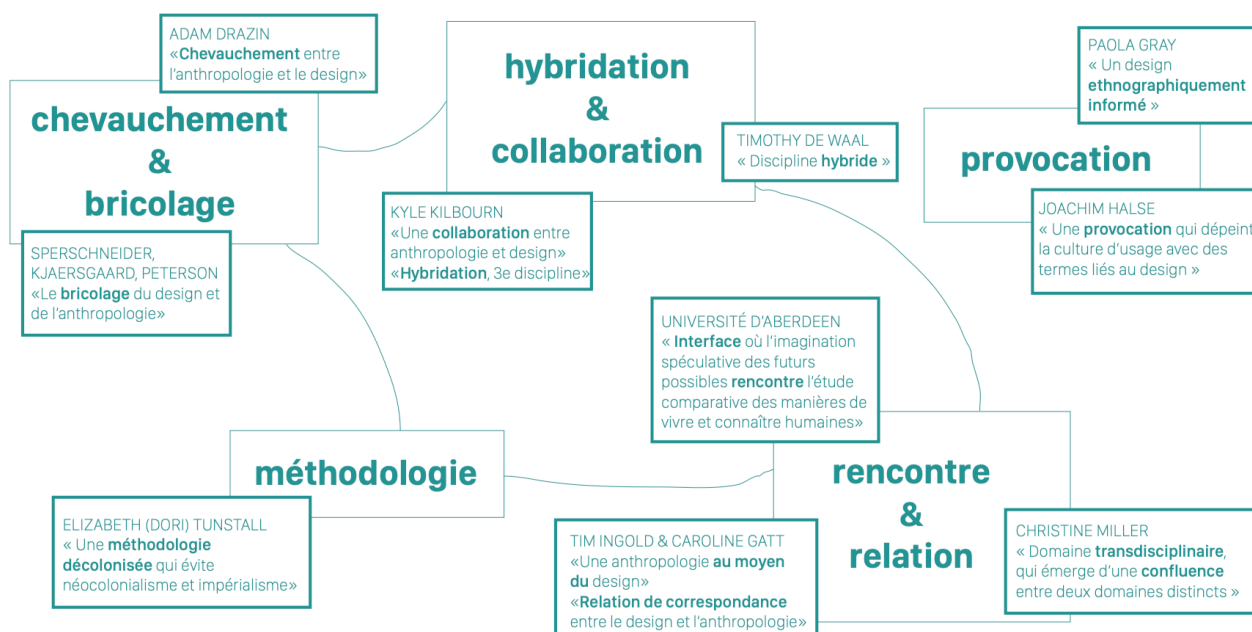 ADAM DRAZIN
«Chevauchement entre
l'anthropologie et le design»
chevauchement
&
bricolage
SPERSCHNEIDER,
KJAERSGAARD, PETERSON
«Le bricolage du design et
de l'anthropologie»
hybridation
&
collaboration
TIMOTHY DE WAAL
« Discipline hybride »
KYLE KILBOURN
«Une collaboration entre
anthropologie et design»
«Hybridation, 3e discipline»
PAOLA GRAY
« Un design
ethnographiquement
informé »
provocation
JOACHIM HALSE
« Une provocation qui dépeint
la culture d'usage avec des
termes liés au design »
UNIVERSITÉ D'ABERDEEN
« Interface où l'imagination
spéculative des futurs
possibles rencontre l'étude
comparative des manières de
vivre et connaître humaines»
méthodologie
ELIZABETH (DORI) TUNSTALL
« Une méthodologie
décolonisée qui évite
néocolonialisme et impérialisme»
rencontre
&
relation
TIM INGOLD & CAROLINE GATT
«Une anthropologie au moyen
du design»
«Relation de correspondance
entre le design et l'anthropologie»
CHRISTINE MILLER
« Domaine transdisciplinaire,
qui émerge d'une confluence
entre deux domaines distincts »